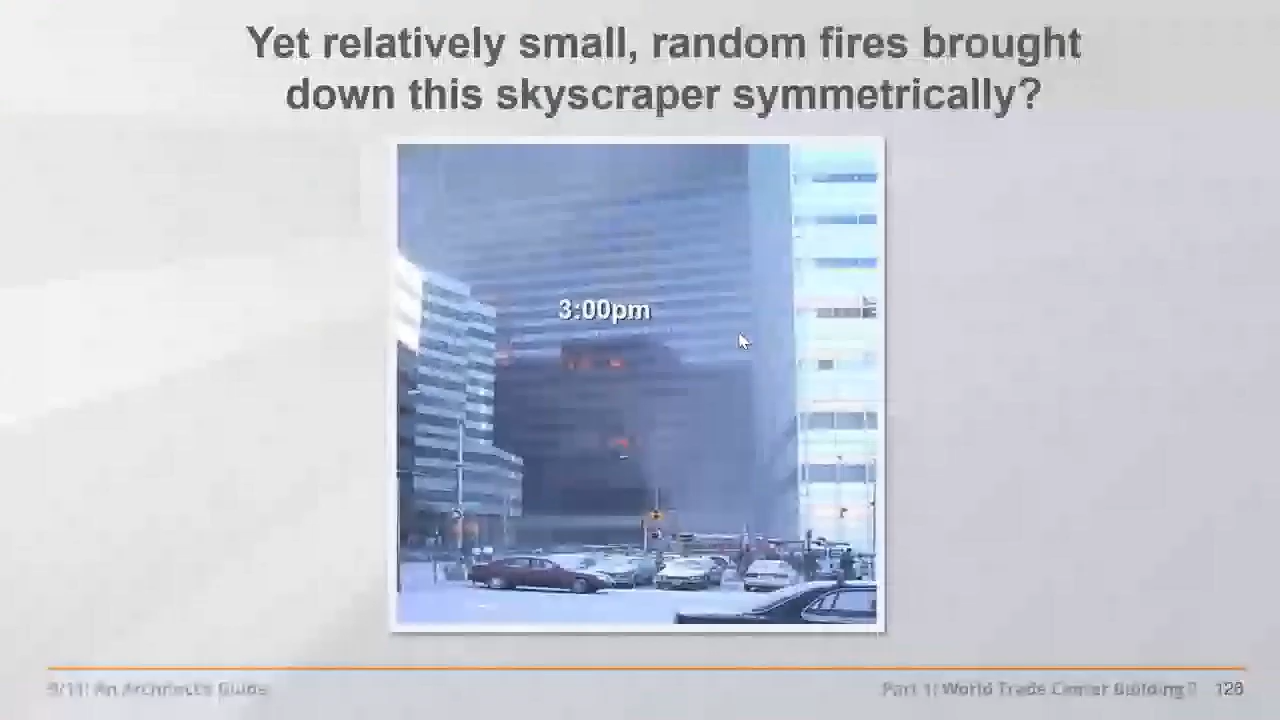 Yet relatively small, random fires brought
down this skyscraper symmetrically?
3:00pm
9/11: An Architect's Guide
Part 1: World Trade Center Building 7 128